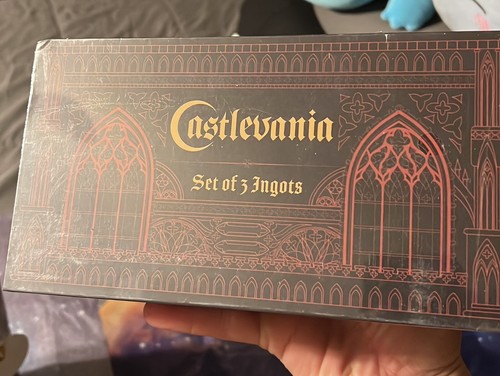 Castlevania
Set of 3 Ingots